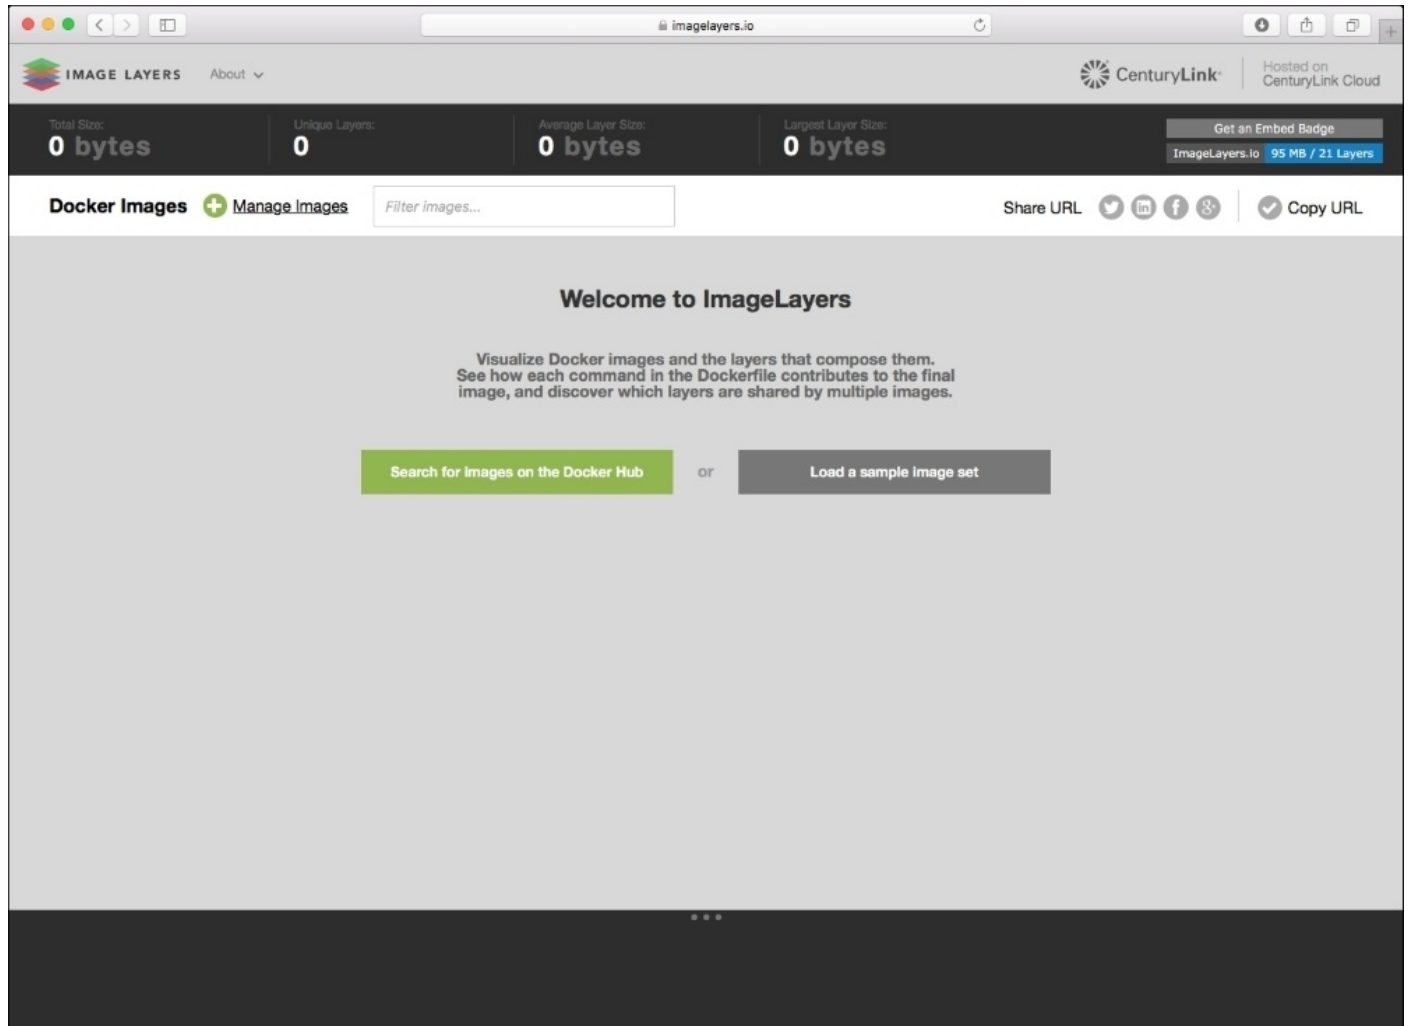 imagelayers.io
IMAGE LAYERS About
CenturyLink
Hosted on
CenturyLink Cloud
Total Size:
0 bytes
Unique Layers:
0
Average Layer Size:
0 bytes
Largest Layer Size:
0 bytes
Get an Embed Badge
ImageLayers.io 95 MB / 21 Layers
Docker Images Manage Images Filter images... Share URL in f g+ Copy URL
Welcome to ImageLayers
Visualize Docker images and the layers that compose them.
See how each command in the Dockerfile contributes to the final
image, and discover which layers are shared by multiple images.
Search for images on the Docker Hub or Load a sample image set